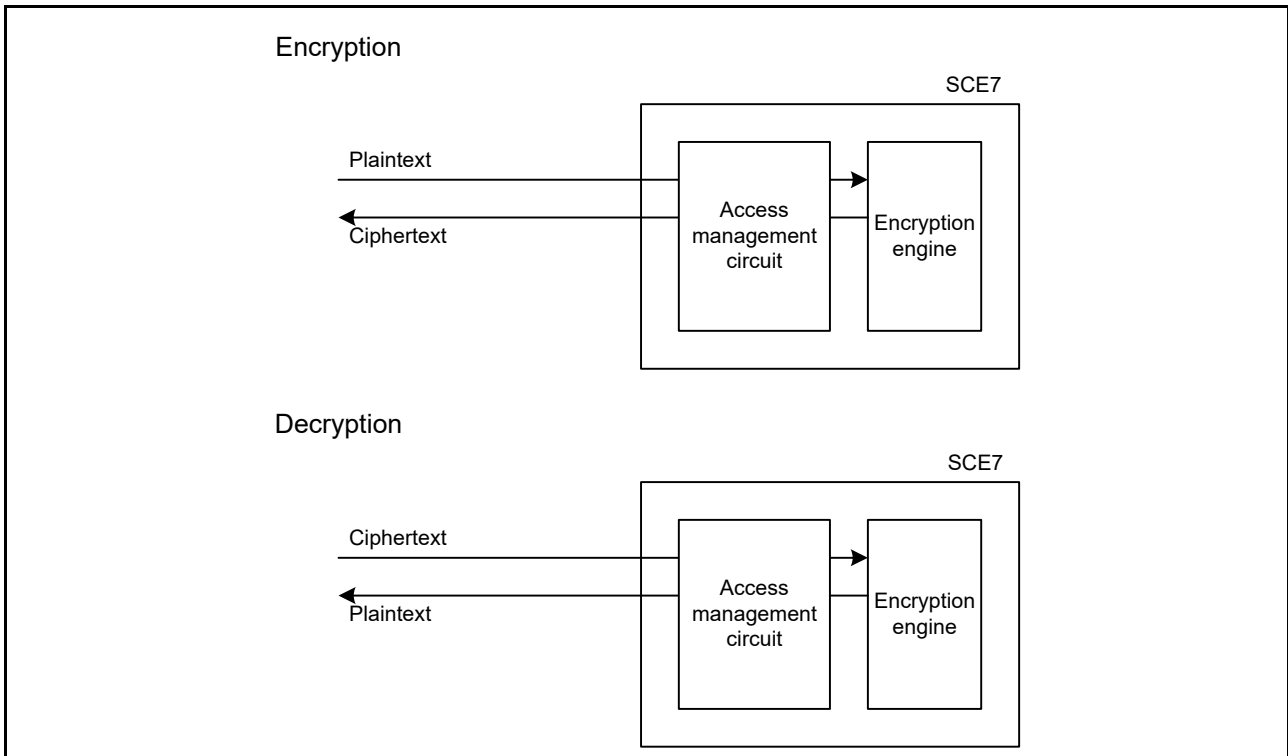 Encryption
SCE7
Plaintext
Ciphertext
Access
management
circuit
Encryption
engine
Decryption
SCE7
Ciphertext
Plaintext
Access
management
circuit
Encryption
engine